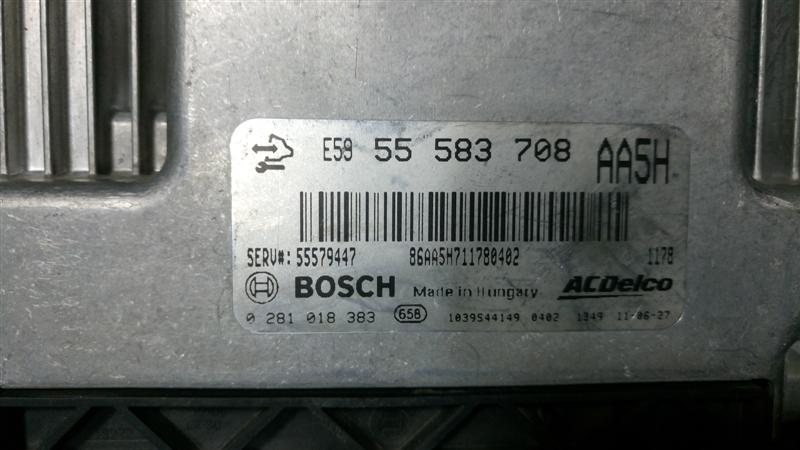 E59 55 583 708 AA5H
SERV#: 55579447 86AA5H711780402 1178
BOSCH Made in Hungary ACDelco
0 281 018 383 658 1039S44149 0402 1349 11-06-27